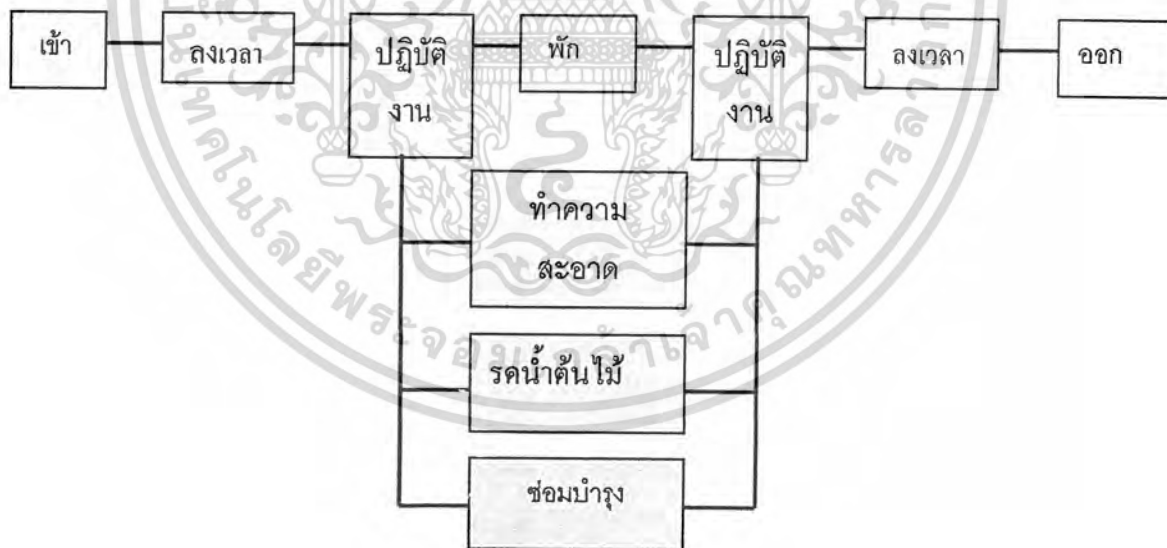 เข้า
ลงเวลา
ปฏิบัติ
งาน
พัก
ปฏิบัติ
งาน
ลงเวลา
ออก
ทำความ
สะอาด
รดน้ำต้นไม้
ซ่อมบำรุง